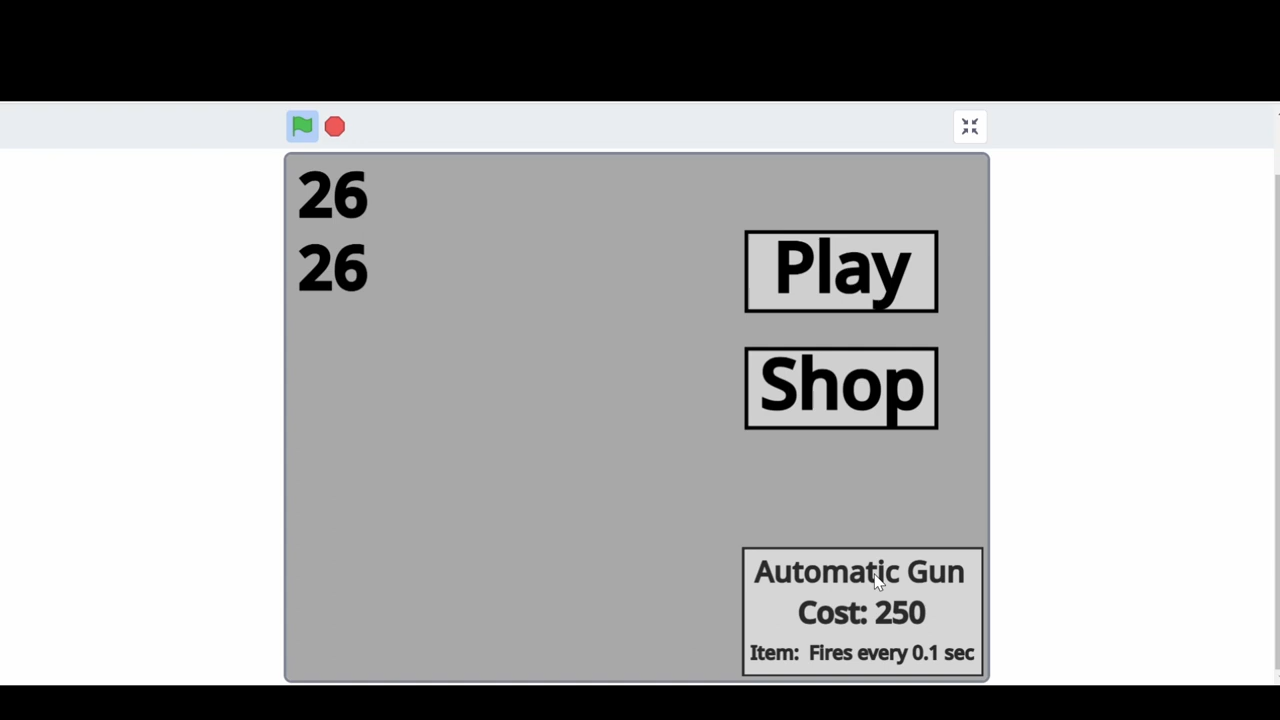 26
26
Play
Shop
Automatic Gun
Cost: 250
Item: Fires every 0.1 sec